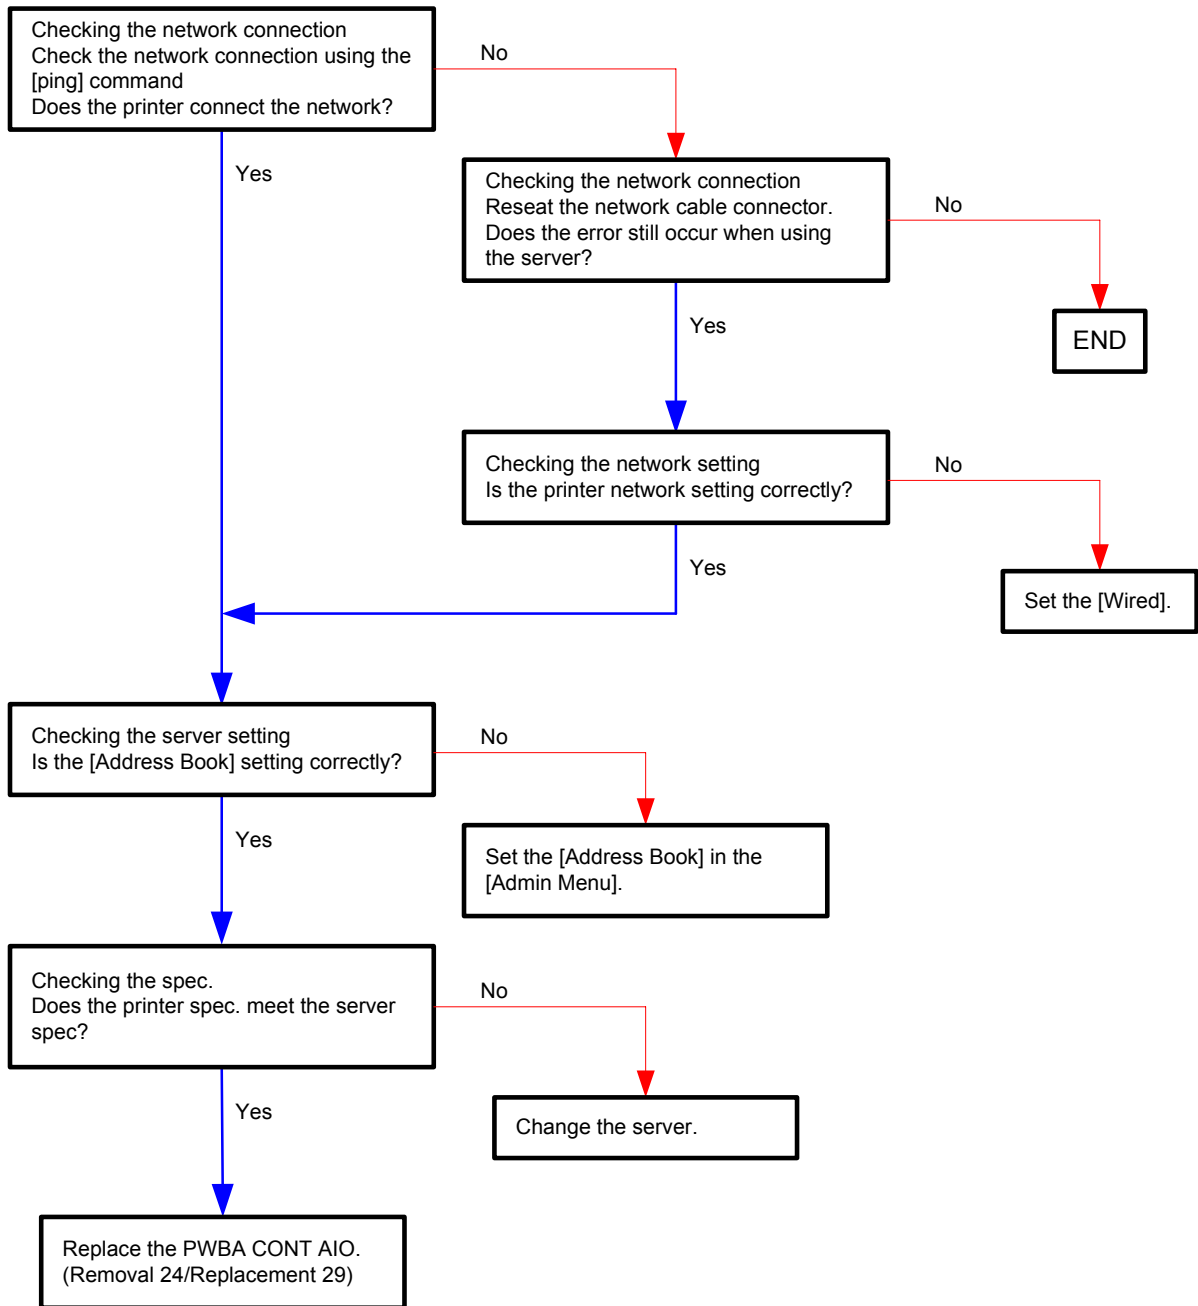 Checking the network connection
Check the network connection using the
[ping] command
Does the printer connect the network?
No
Yes
Checking the network connection
Reseat the network cable connector.
Does the error still occur when using
the server?
No
Yes
END
Checking the network setting
Is the printer network setting correctly?
No
Yes
Set the [Wired].
Checking the server setting
Is the [Address Book] setting correctly?
No
Yes
Set the [Address Book] in the
[Admin Menu].
Checking the spec.
Does the printer spec. meet the server
spec?
No
Yes
Change the server.
Replace the PWBA CONT AIO.
(Removal 24/Replacement 29)